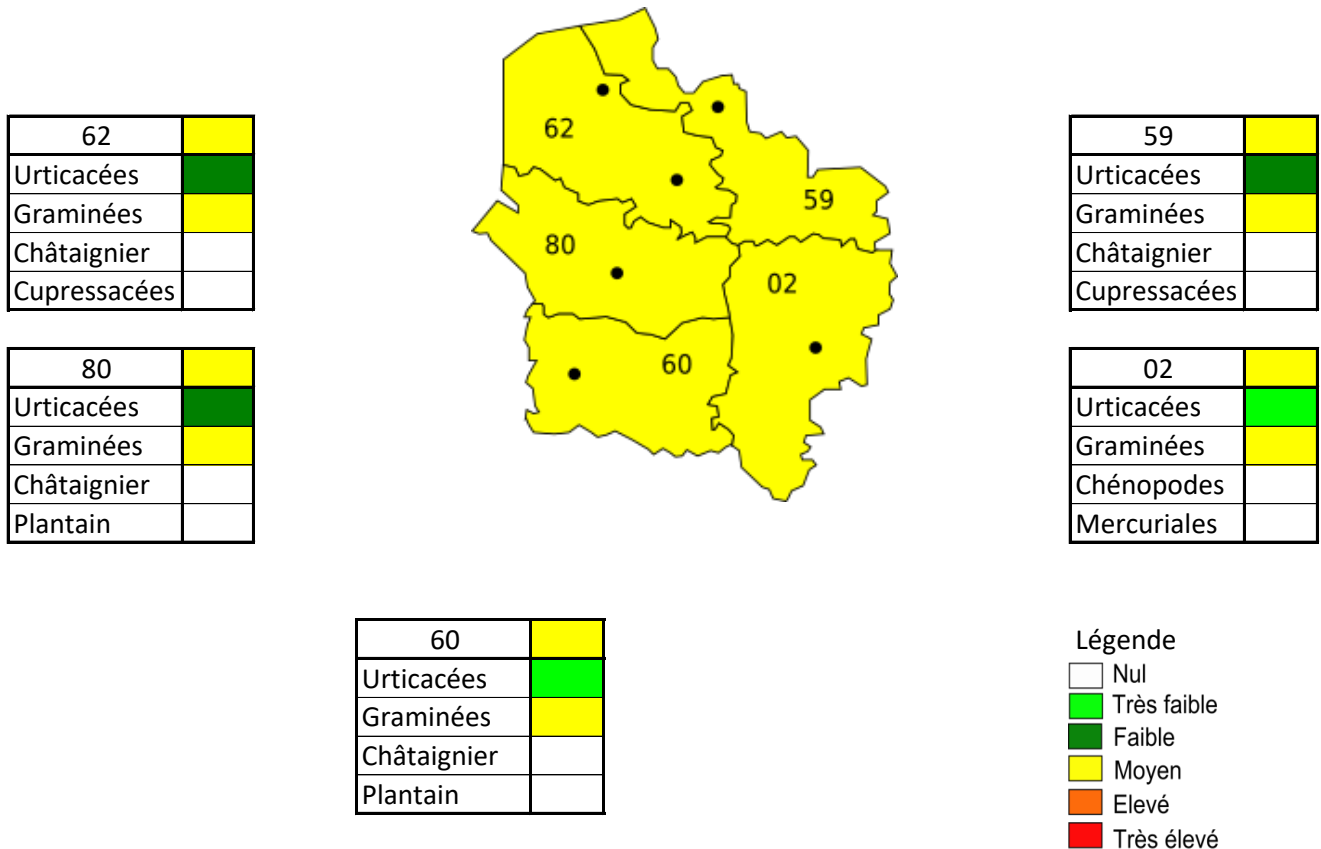 62
Urticacées
Graminées
Châtaignier
Cupressacées
80
Urticacées
Graminées
Châtaignier
Plantain
62
59
80
02
60
59
Urticacées
Graminées
Châtaignier
Cupressacées
02
Urticacées
Graminées
Chénopodes
Mercuriales
60
Urticacées
Graminées
Châtaignier
Plantain
Légende
Nul
Très faible
Faible
Moyen
Elevé
Très élevé